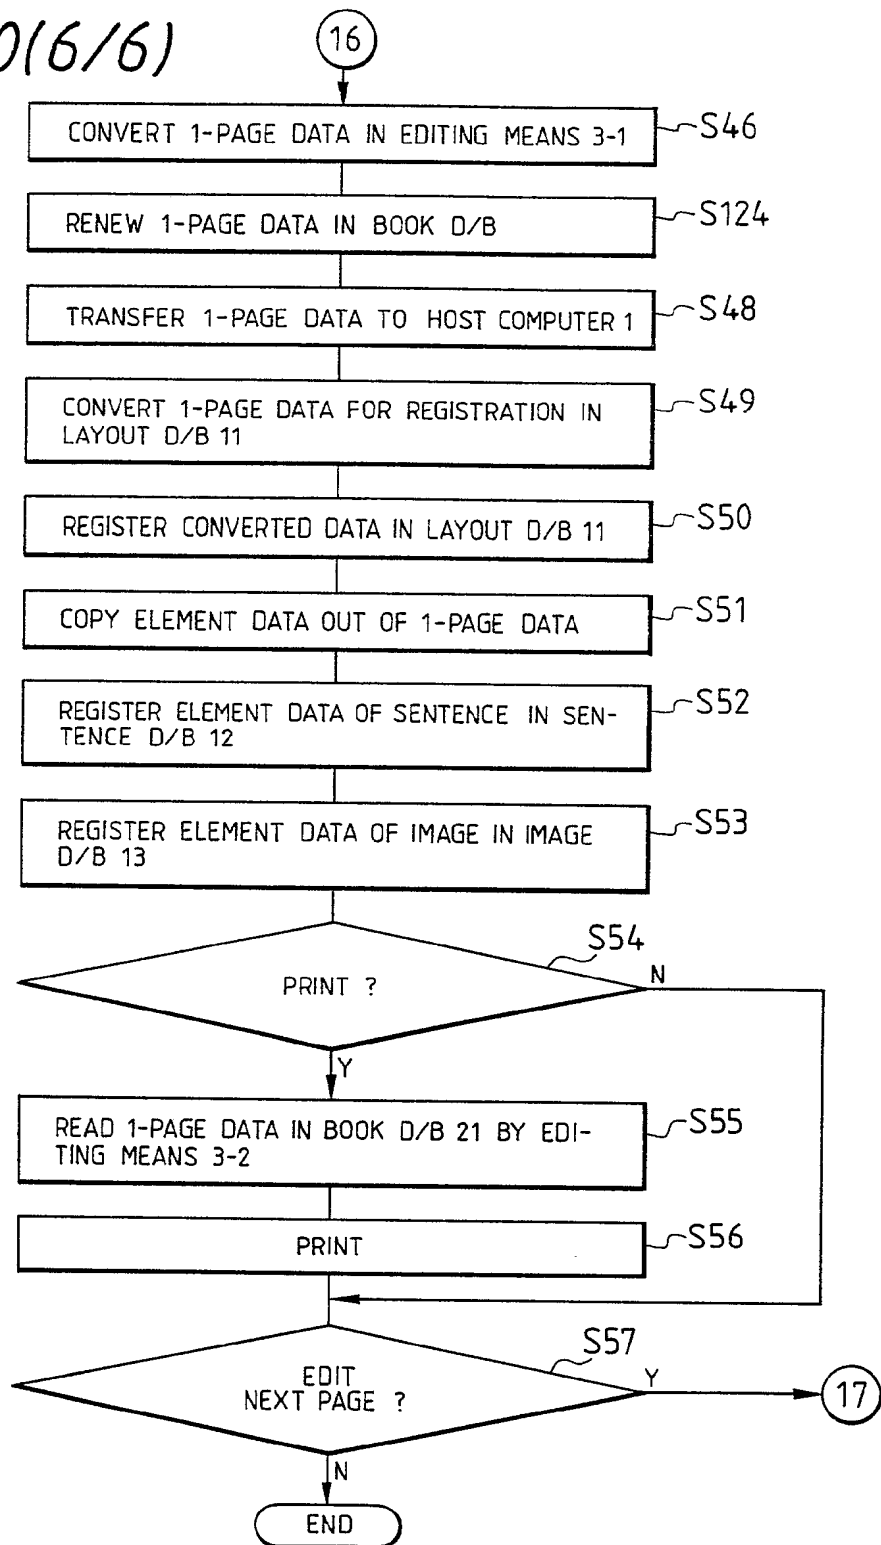 0(6/6)
16
CONVERT 1-PAGE DATA IN EDITING MEANS 3-1
S46
RENEW 1-PAGE DATA IN BOOK D/B
S124
TRANSFER 1-PAGE DATA TO HOST COMPUTER 1
S48
CONVERT 1-PAGE DATA FOR REGISTRATION IN
LAYOUT D/B 11
S49
REGISTER CONVERTED DATA IN LAYOUT D/B 11
S50
COPY ELEMENT DATA OUT OF 1-PAGE DATA
S51
REGISTER ELEMENT DATA OF SENTENCE IN SEN-
TENCE D/B 12
S52
REGISTER ELEMENT DATA OF IMAGE IN IMAGE
D/B 13
S53
S54
PRINT ?
N
Y
READ 1-PAGE DATA IN BOOK D/B 21 BY EDI-
TING MEANS 3-2
S55
PRINT
S56
S57
EDIT
NEXT PAGE ?
Y
17
N
END